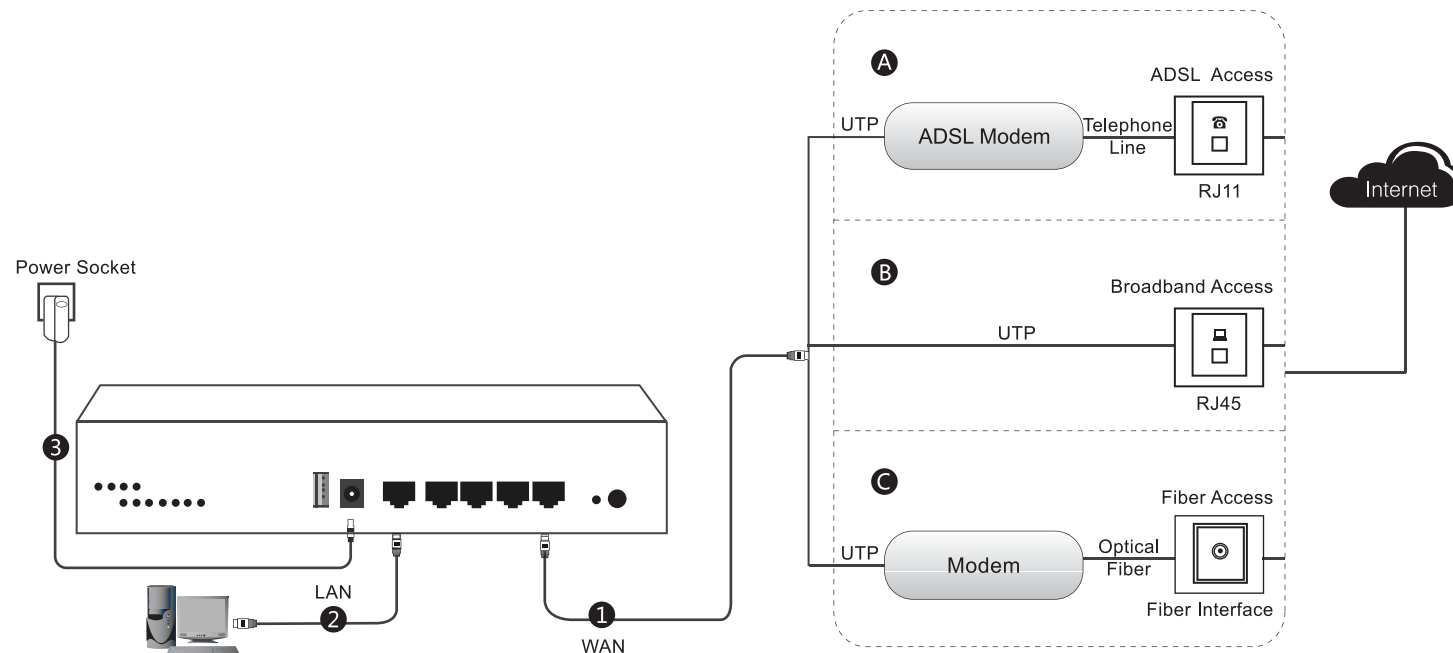 A
ADSL Access
UTP
ADSL Modem
Telephone
Line
RJ11
Internet
B
Broadband Access
UTP
RJ45
Power Socket
3
C
Fiber Access
UTP
Modem
Optical
Fiber
Fiber Interface
LAN
2
1
WAN